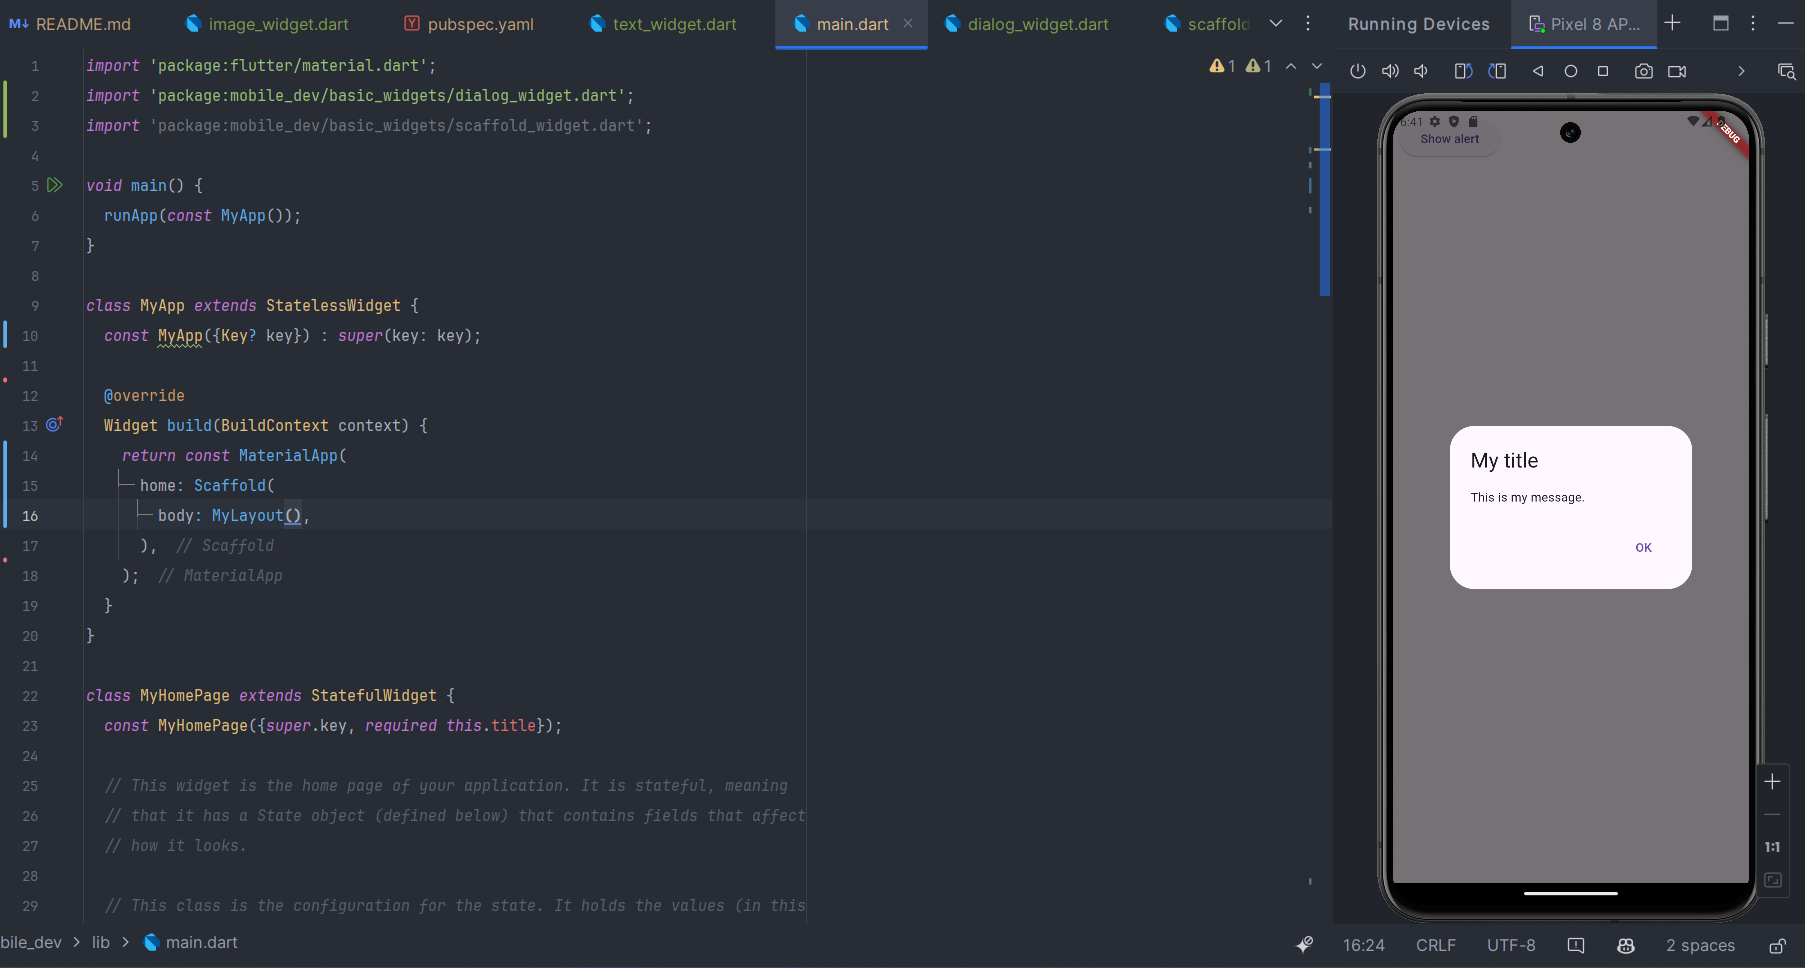 README.md image_widget.dart pubspec.yaml text_widget.dart main.dart dialog_widget.dart scaffold Running Devices Pixel 8 AP...
1 import 'package:flutter/material.dart';
2 import 'package:mobile_dev/basic_widgets/dialog_widget.dart';
3 import 'package:mobile_dev/basic_widgets/scaffold_widget.dart';
4
5 void main() {
6 runApp(const MyApp());
7 }
8
9 class MyApp extends StatelessWidget {
10 const MyApp({Key? key}) : super(key: key);
11
12 @override
13 Widget build(BuildContext context) {
14 return const MaterialApp(
15 home: Scaffold(
16 body: MyLayout(),
17 ), // Scaffold
18 ); // MaterialApp
19 }
20 }
21
22 class MyHomePage extends StatefulWidget {
23 const MyHomePage({super.key, required this.title});
24
25 // This widget is the home page of your application. It is stateful, meaning
26 // that it has a State object (defined below) that contains fields that affect
27 // how it looks.
28
29 // This class is the configuration for the state. It holds the values (in this
1 1
6:41
DEBUG
Show alert
My title
This is my message.
OK
1:1
bile_dev > lib > main.dart
16:24 CRLF UTF-8 2 spaces